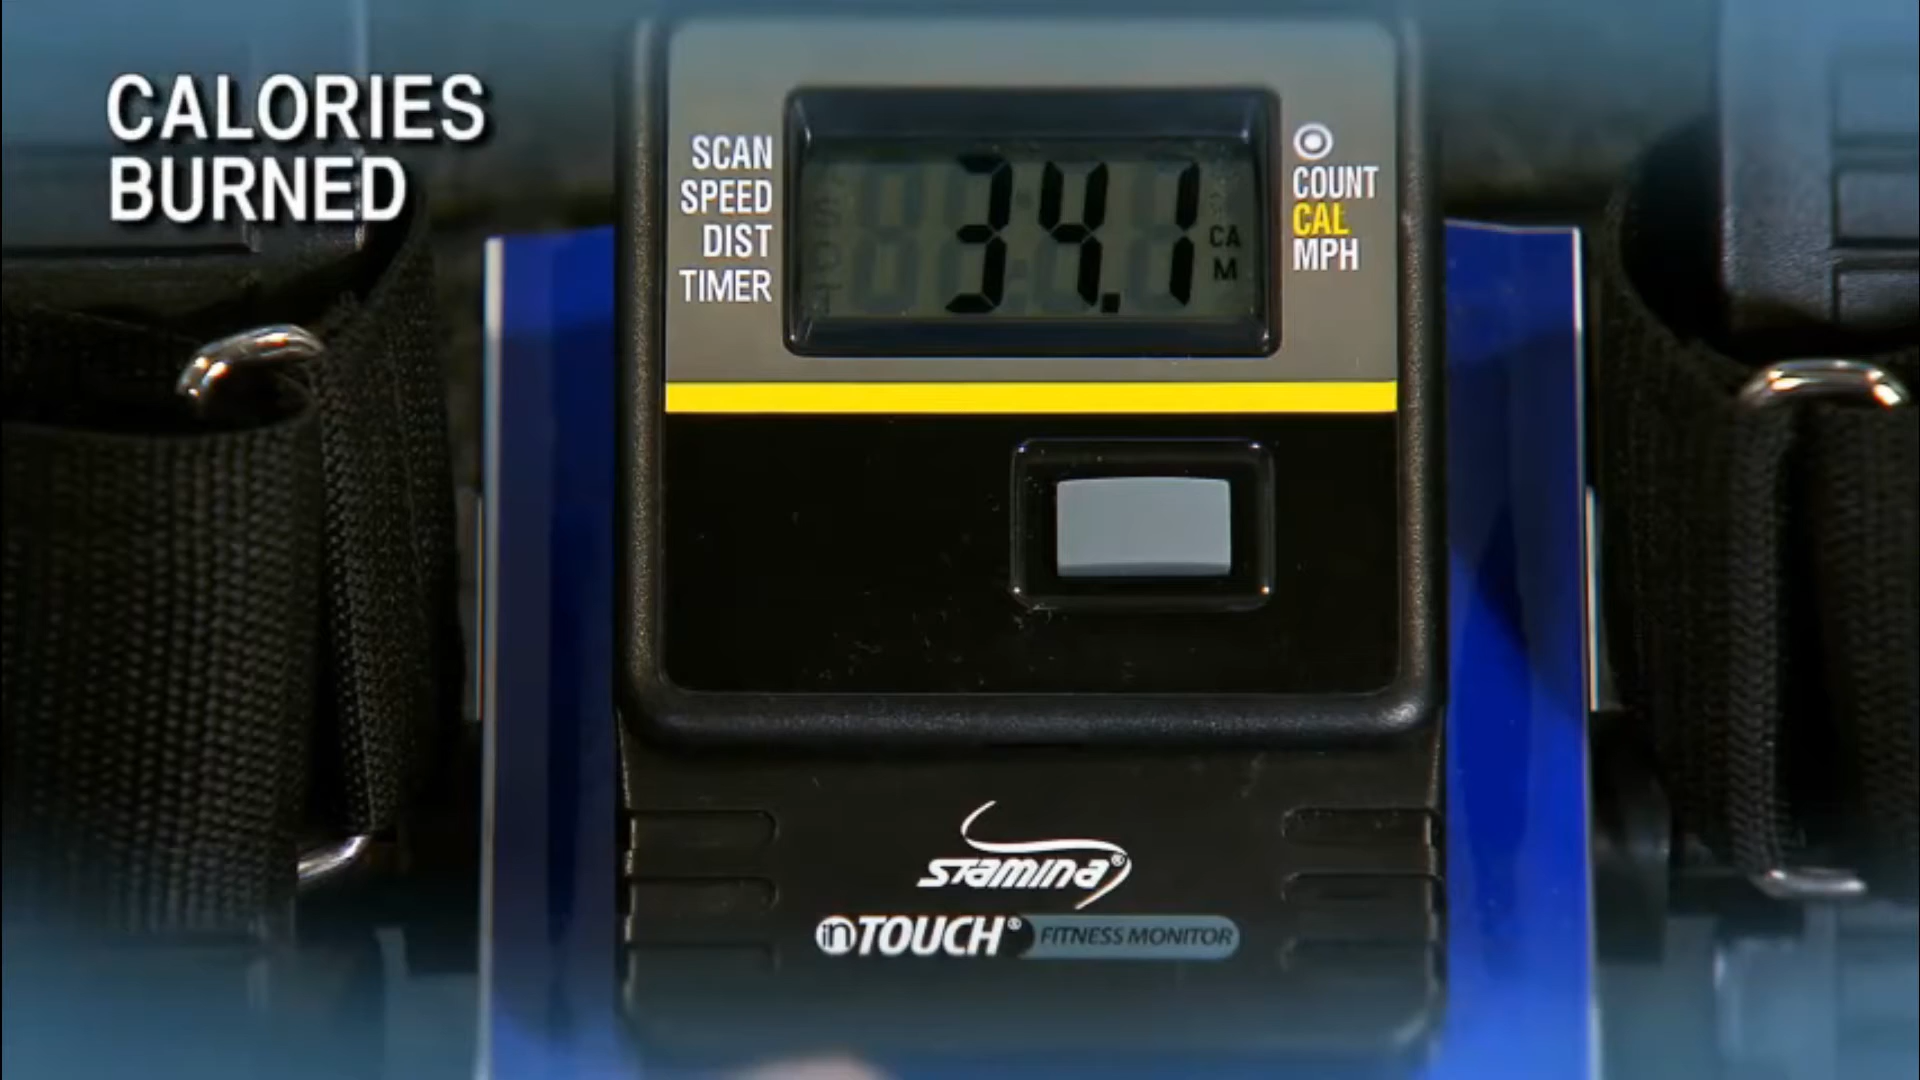 CALORIES
BURNED
SCAN
SPEED
DIST
TIMER
34.1
CA
M
COUNT
CAL
MPH
STAMINA®
inTOUCH® FITNESS MONITOR